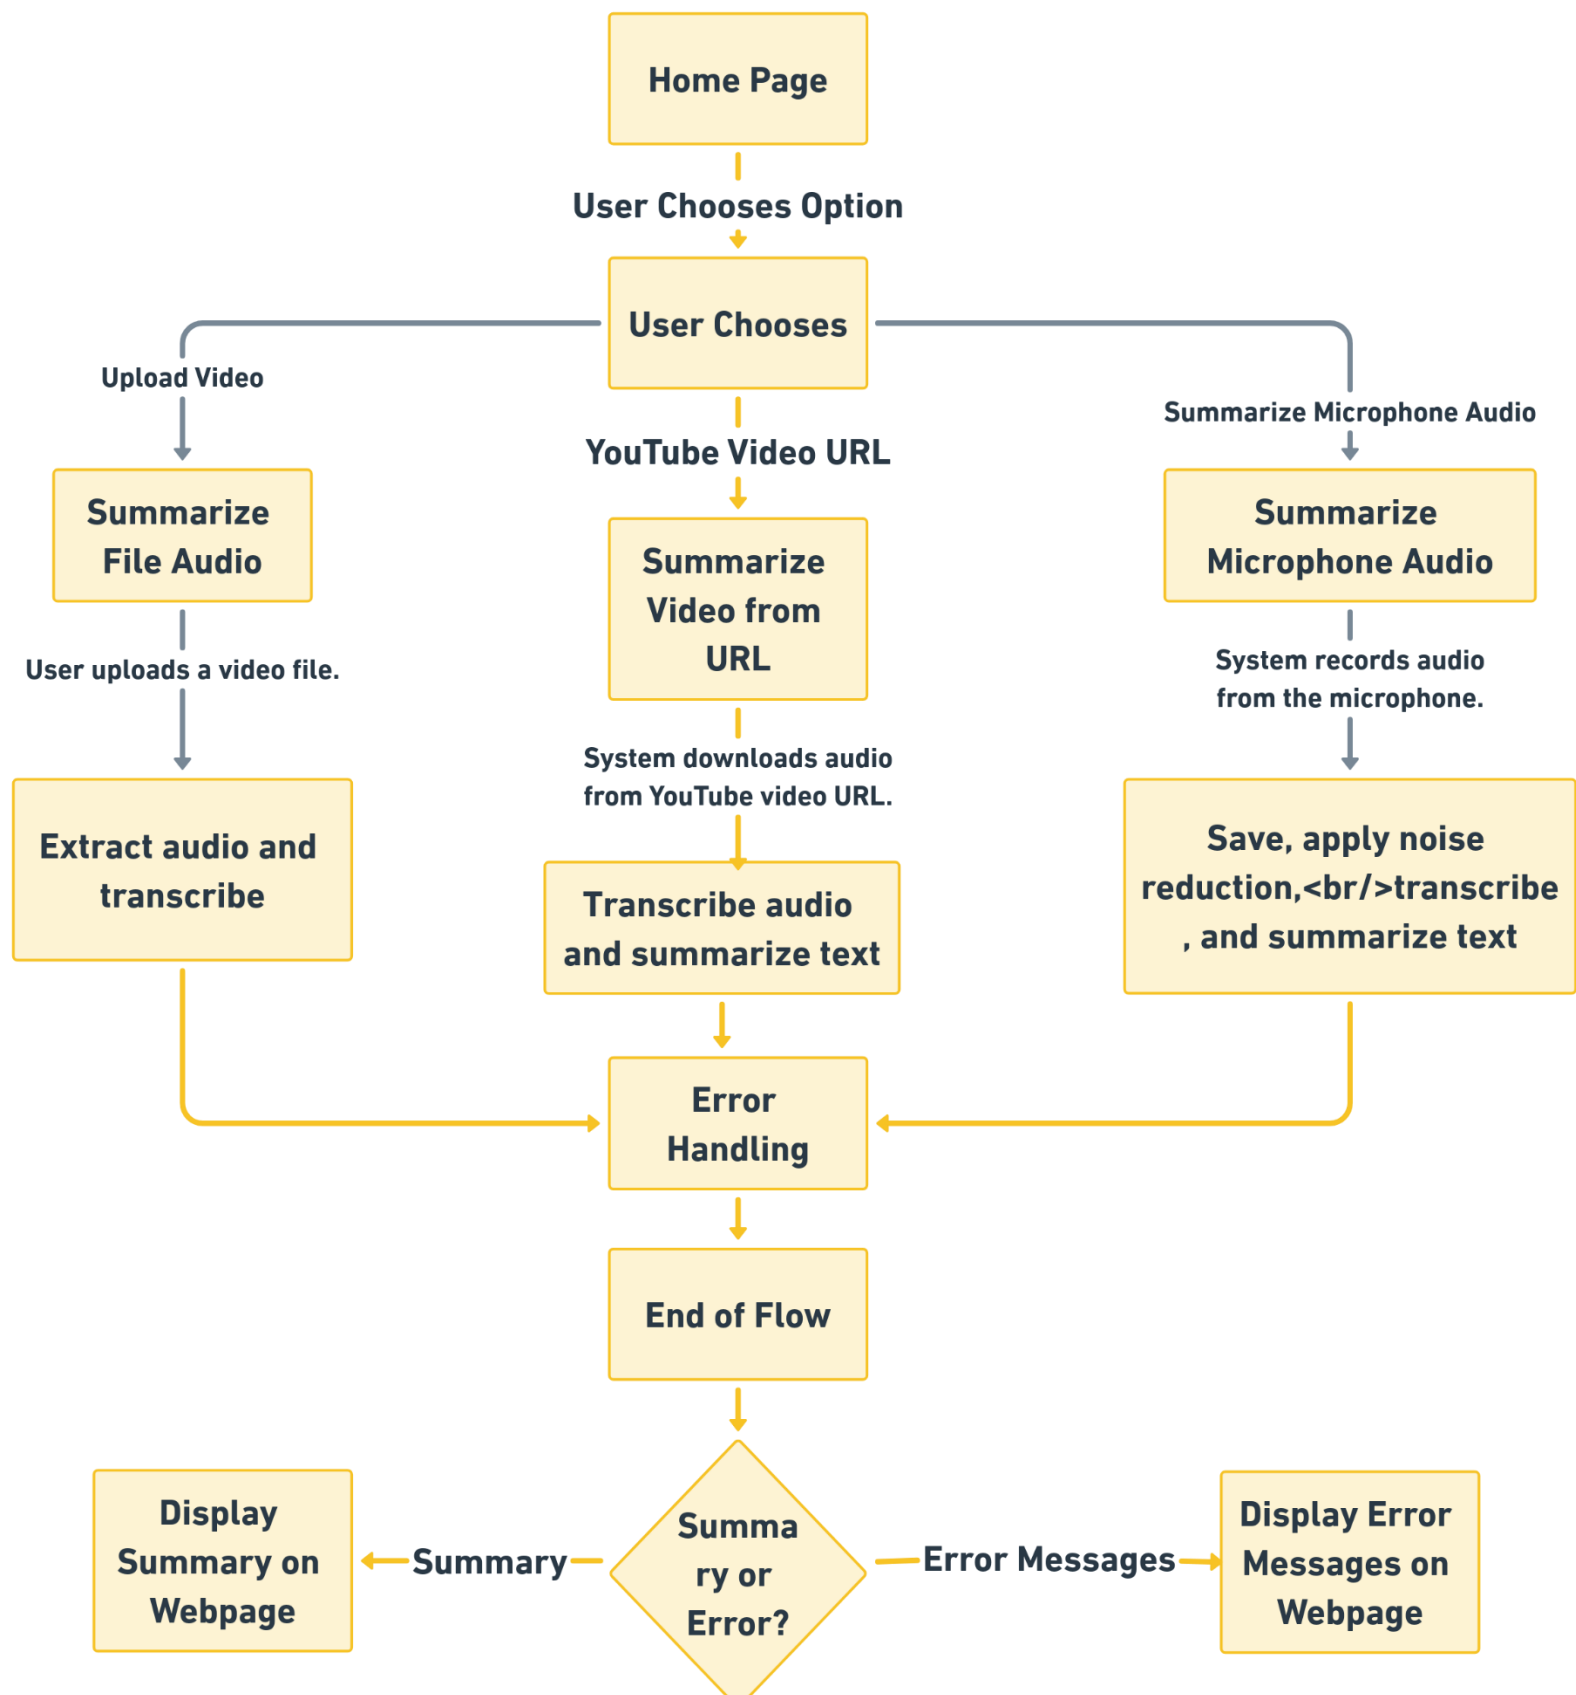 Home Page
User Chooses Option
User Chooses
Upload Video
YouTube Video URL
Summarize Microphone Audio
Summarize
File Audio
Summarize
Video from
URL
Summarize
Microphone Audio
User uploads a video file.
System downloads audio
from YouTube video URL.
System records audio
from the microphone.
Extract audio and
transcribe
Transcribe audio
and summarize text
Save, apply noise
reduction,<br/>transcribe
, and summarize text
Error
Handling
End of Flow
Summa
ry or
Error?
Summary
Error Messages
Display
Summary on
Webpage
Display Error
Messages on
Webpage